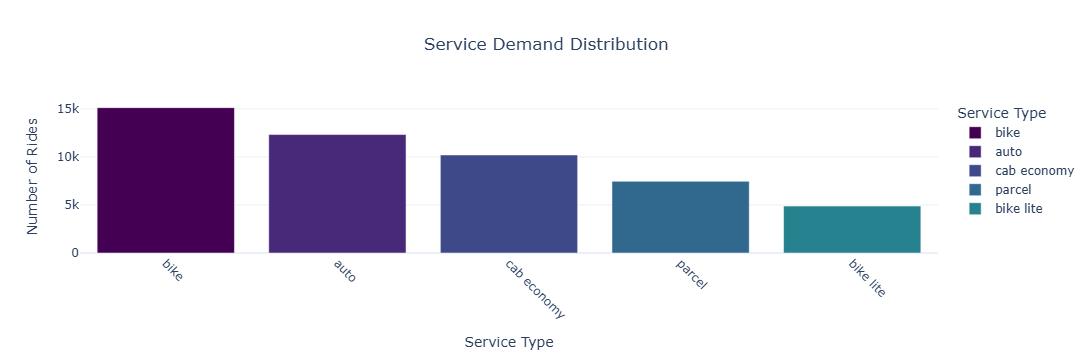 Service Demand Distribution
Number of Rides
15k
10k
5k
0
bike
auto
cab economy
parcel
bike lite
Service Type
Service Type
bike
auto
cab economy
parcel
bike lite